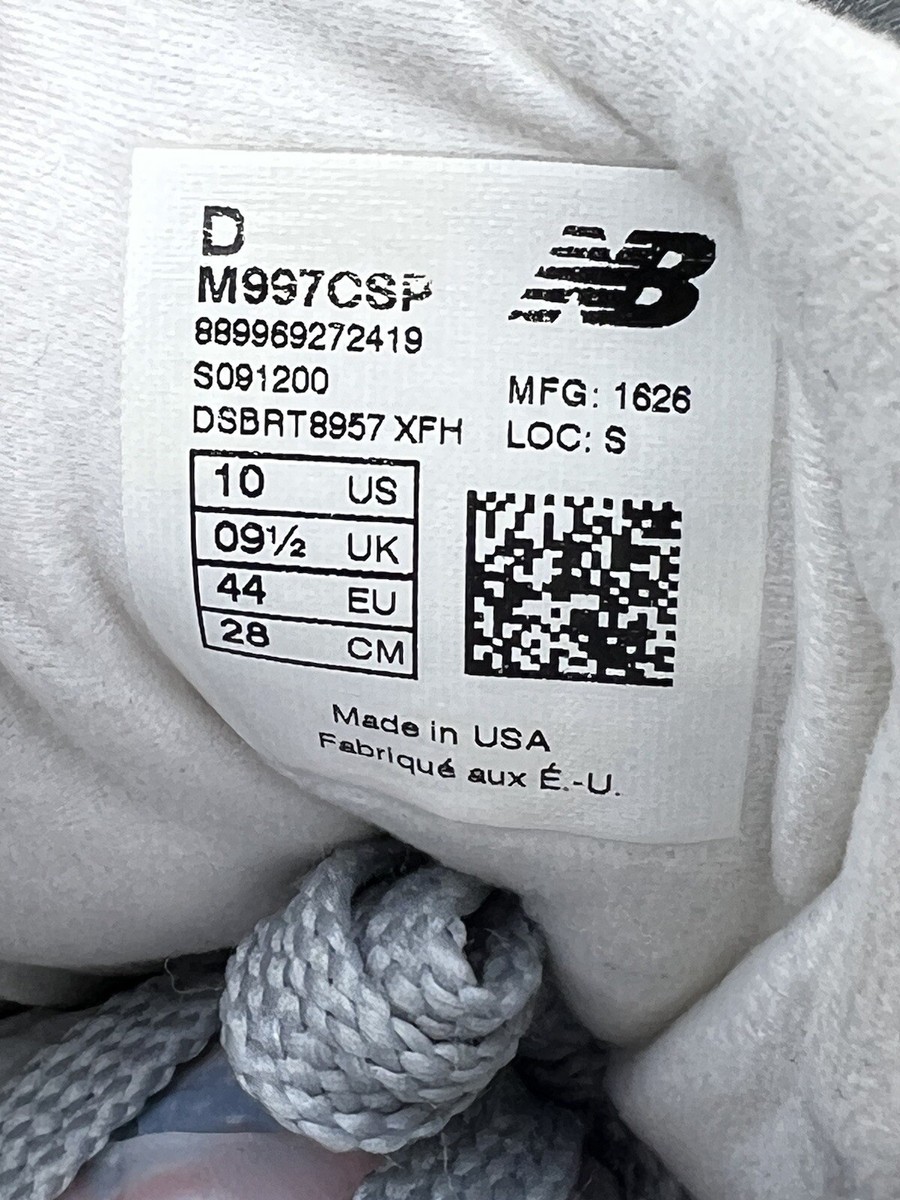 D
M997CSP
889969272419
S091200
DSBRT8957 XFH
NB
MFG: 1626
LOC: S
10 US
09½ UK
44 EU
28 CM
Made in USA
Fabriqué aux É.-U.